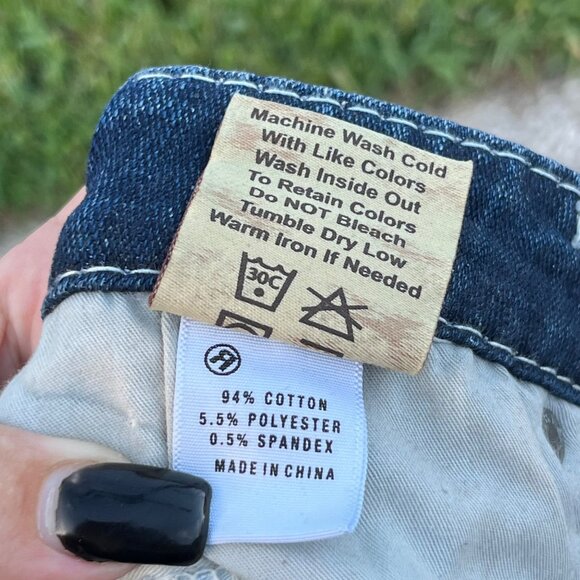 Machine Wash Cold
With Like Colors
Wash Inside Out
To Retain Colors
Do NOT Bleach
Tumble Dry Low
Warm Iron If Needed
30C
94% COTTON
5.5% POLYESTER
0.5% SPANDEX
MADE IN CHINA